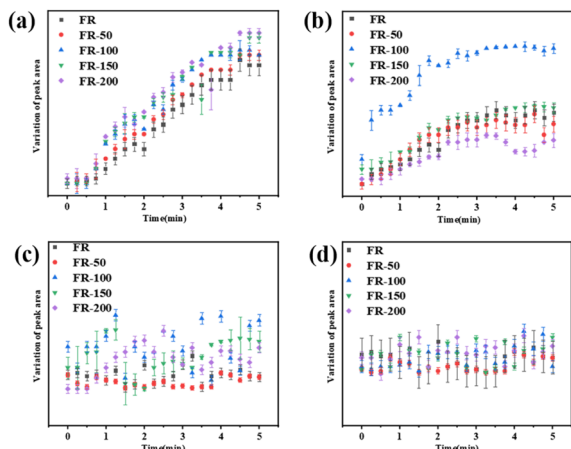 (a)
FR
FR-50
FR-100
FR-150
FR-200
Variation of peak area
0 1 2 3 4 5
Time(min)
(b)
FR
FR-50
FR-100
FR-150
FR-200
Variation of peak area
0 1 2 3 4 5
Time(min)
(c)
FR
FR-50
FR-100
FR-150
FR-200
Variation of peak area
0 1 2 3 4 5
Time(min)
(d)
FR
FR-50
FR-100
FR-150
FR-200
Variation of peak area
0 1 2 3 4 5
Time(min)